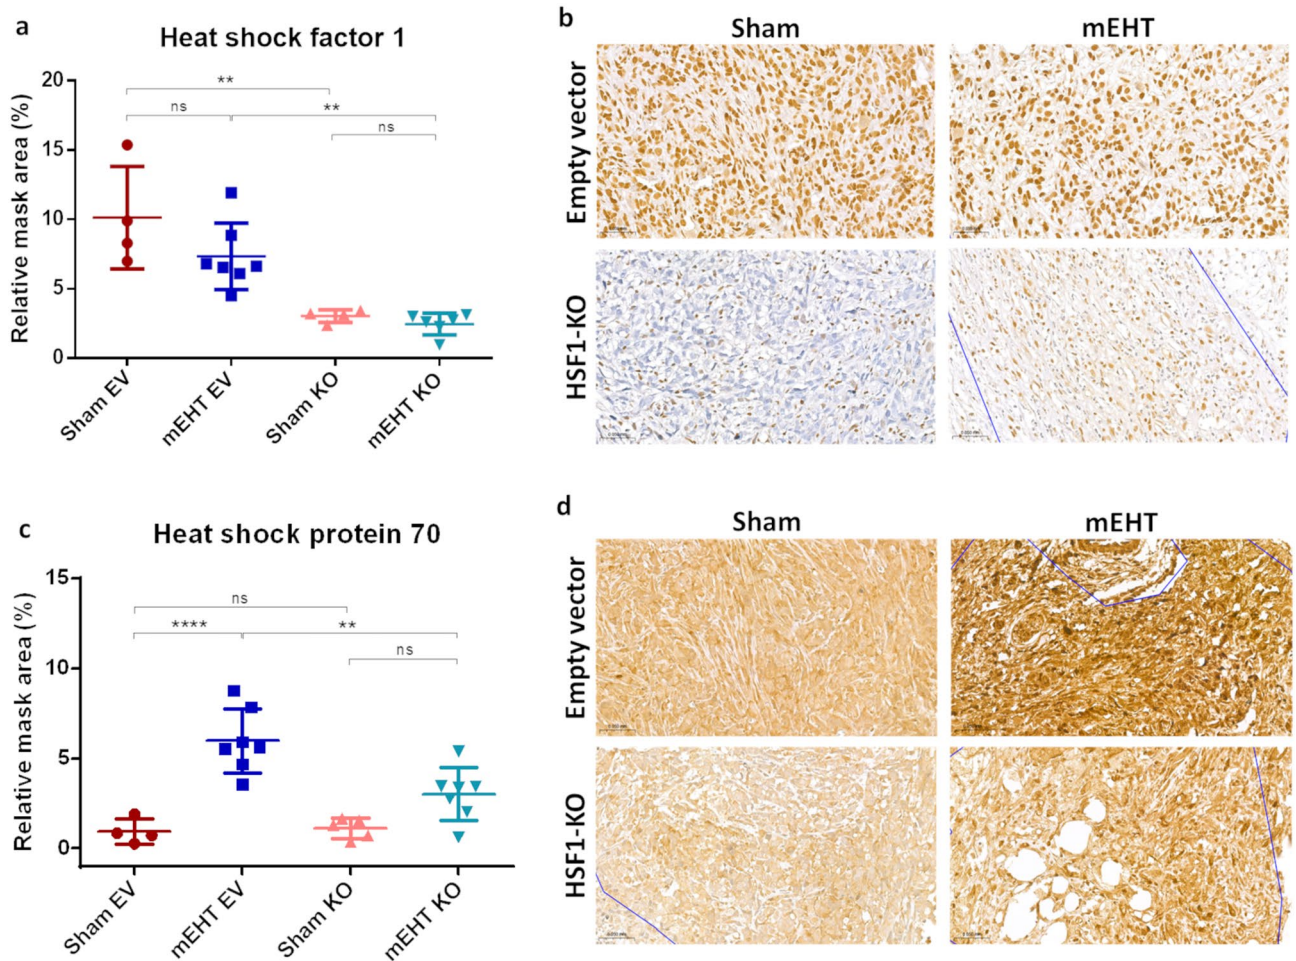 a
Heat shock factor 1
Relative mask area (%)
20
15
10
5
0
**
ns
**
ns
Sham EV
mEHT EV
Sham KO
mEHT KO
b
Sham
mEHT
Empty vector
HSF1-KO
c
Heat shock protein 70
Relative mask area (%)
15
10
5
0
ns
****
**
ns
Sham EV
mEHT EV
Sham KO
mEHT KO
d
Sham
mEHT
Empty vector
HSF1-KO